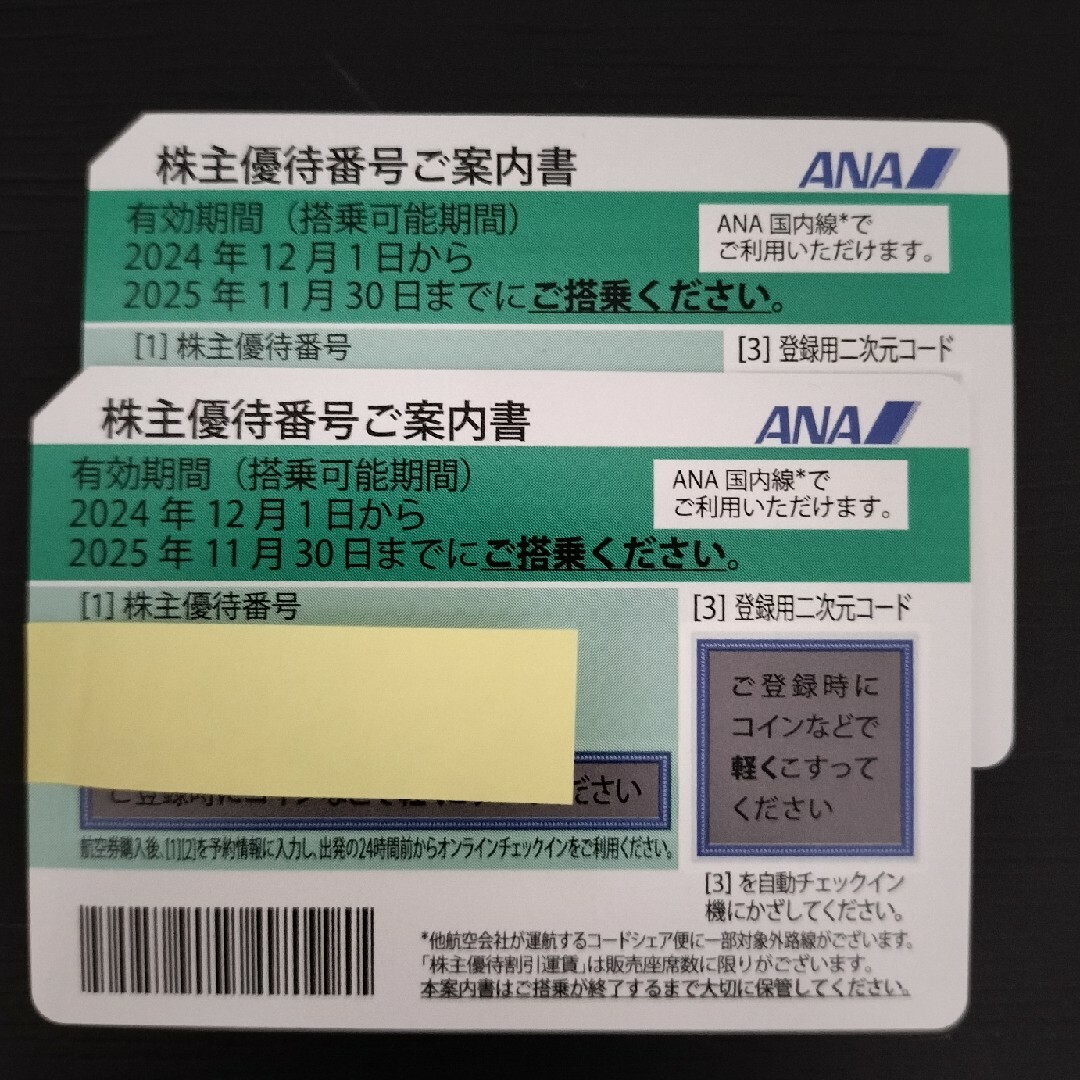 株主優待番号ご案内書
ANA
有効期間（搭乗可能期間）
2024年12月1日から
2025年11月30日までにご搭乗ください。
ANA国内線*で
ご利用いただけます。
[1] 株主優待番号
[3] 登録用二次元コード
株主優待番号ご案内書
ANA
有効期間（搭乗可能期間）
2024年12月1日から
2025年11月30日までにご搭乗ください。
ANA国内線*で
ご利用いただけます。
[1] 株主優待番号
[3] 登録用二次元コード
ご登録時に
コインなどで
軽くこすって
ください
ださい
航空券購入後、[1][2]を予約情報に入力し、出発の24時間前からオンラインチェックインをご利用ください。
[3] を自動チェックイン
機にかざしてください。
*他航空会社が運航するコードシェア便に一部対象外路線がございます。
「株主優待割引運賃」は販売座席数に限りがございます。
本案内書はご搭乗が終了するまで大切に保管してください。